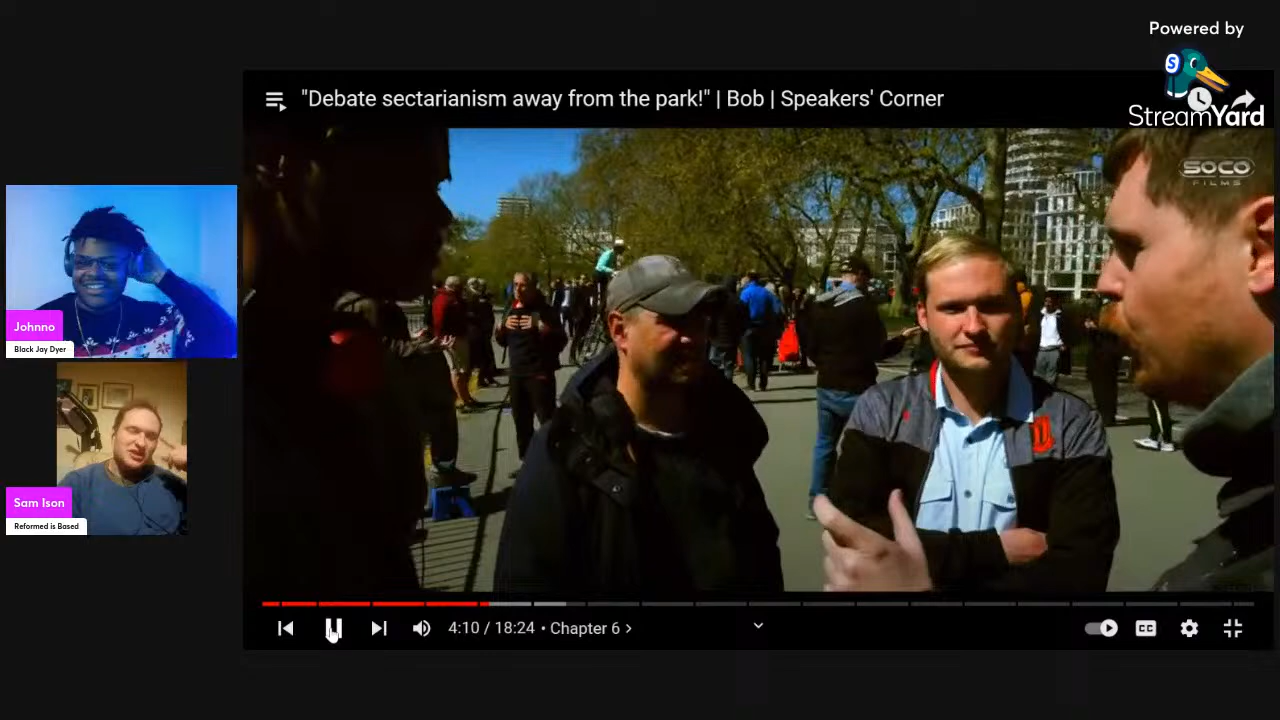 Powered by
StreamYard
"Debate sectarianism away from the park!" | Bob | Speakers' Corner
SOCO
FILMS
Johnno
Black Jay Dyer
Sam Ison
Reformed is Based
4:10 / 18:24 • Chapter 6 >
CC
S
D